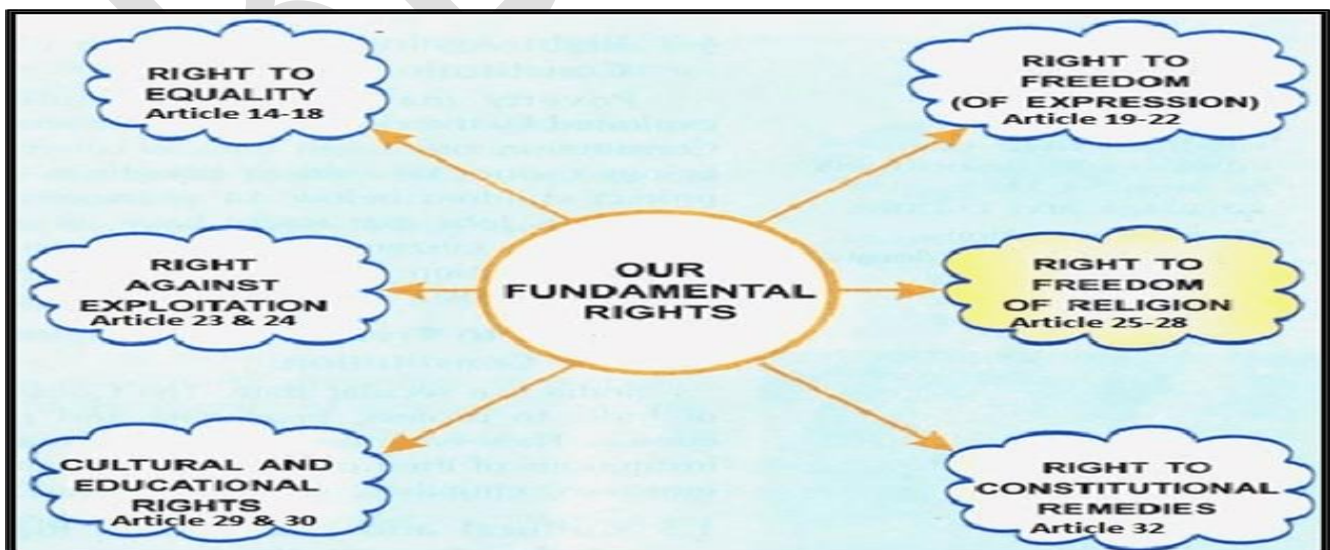 RIGHT TO
EQUALITY
Article 14-18
RIGHT TO
FREEDOM
(OF EXPRESSION)
Article 19-22
RIGHT
AGAINST
EXPLOITATION
Article 23 & 24
OUR
FUNDAMENTAL
RIGHTS
RIGHT TO
FREEDOM
OF RELIGION
Article 25-28
CULTURAL AND
EDUCATIONAL
RIGHTS
Article 29 & 30
RIGHT TO
CONSTITUTIONAL
REMEDIES
Article 32